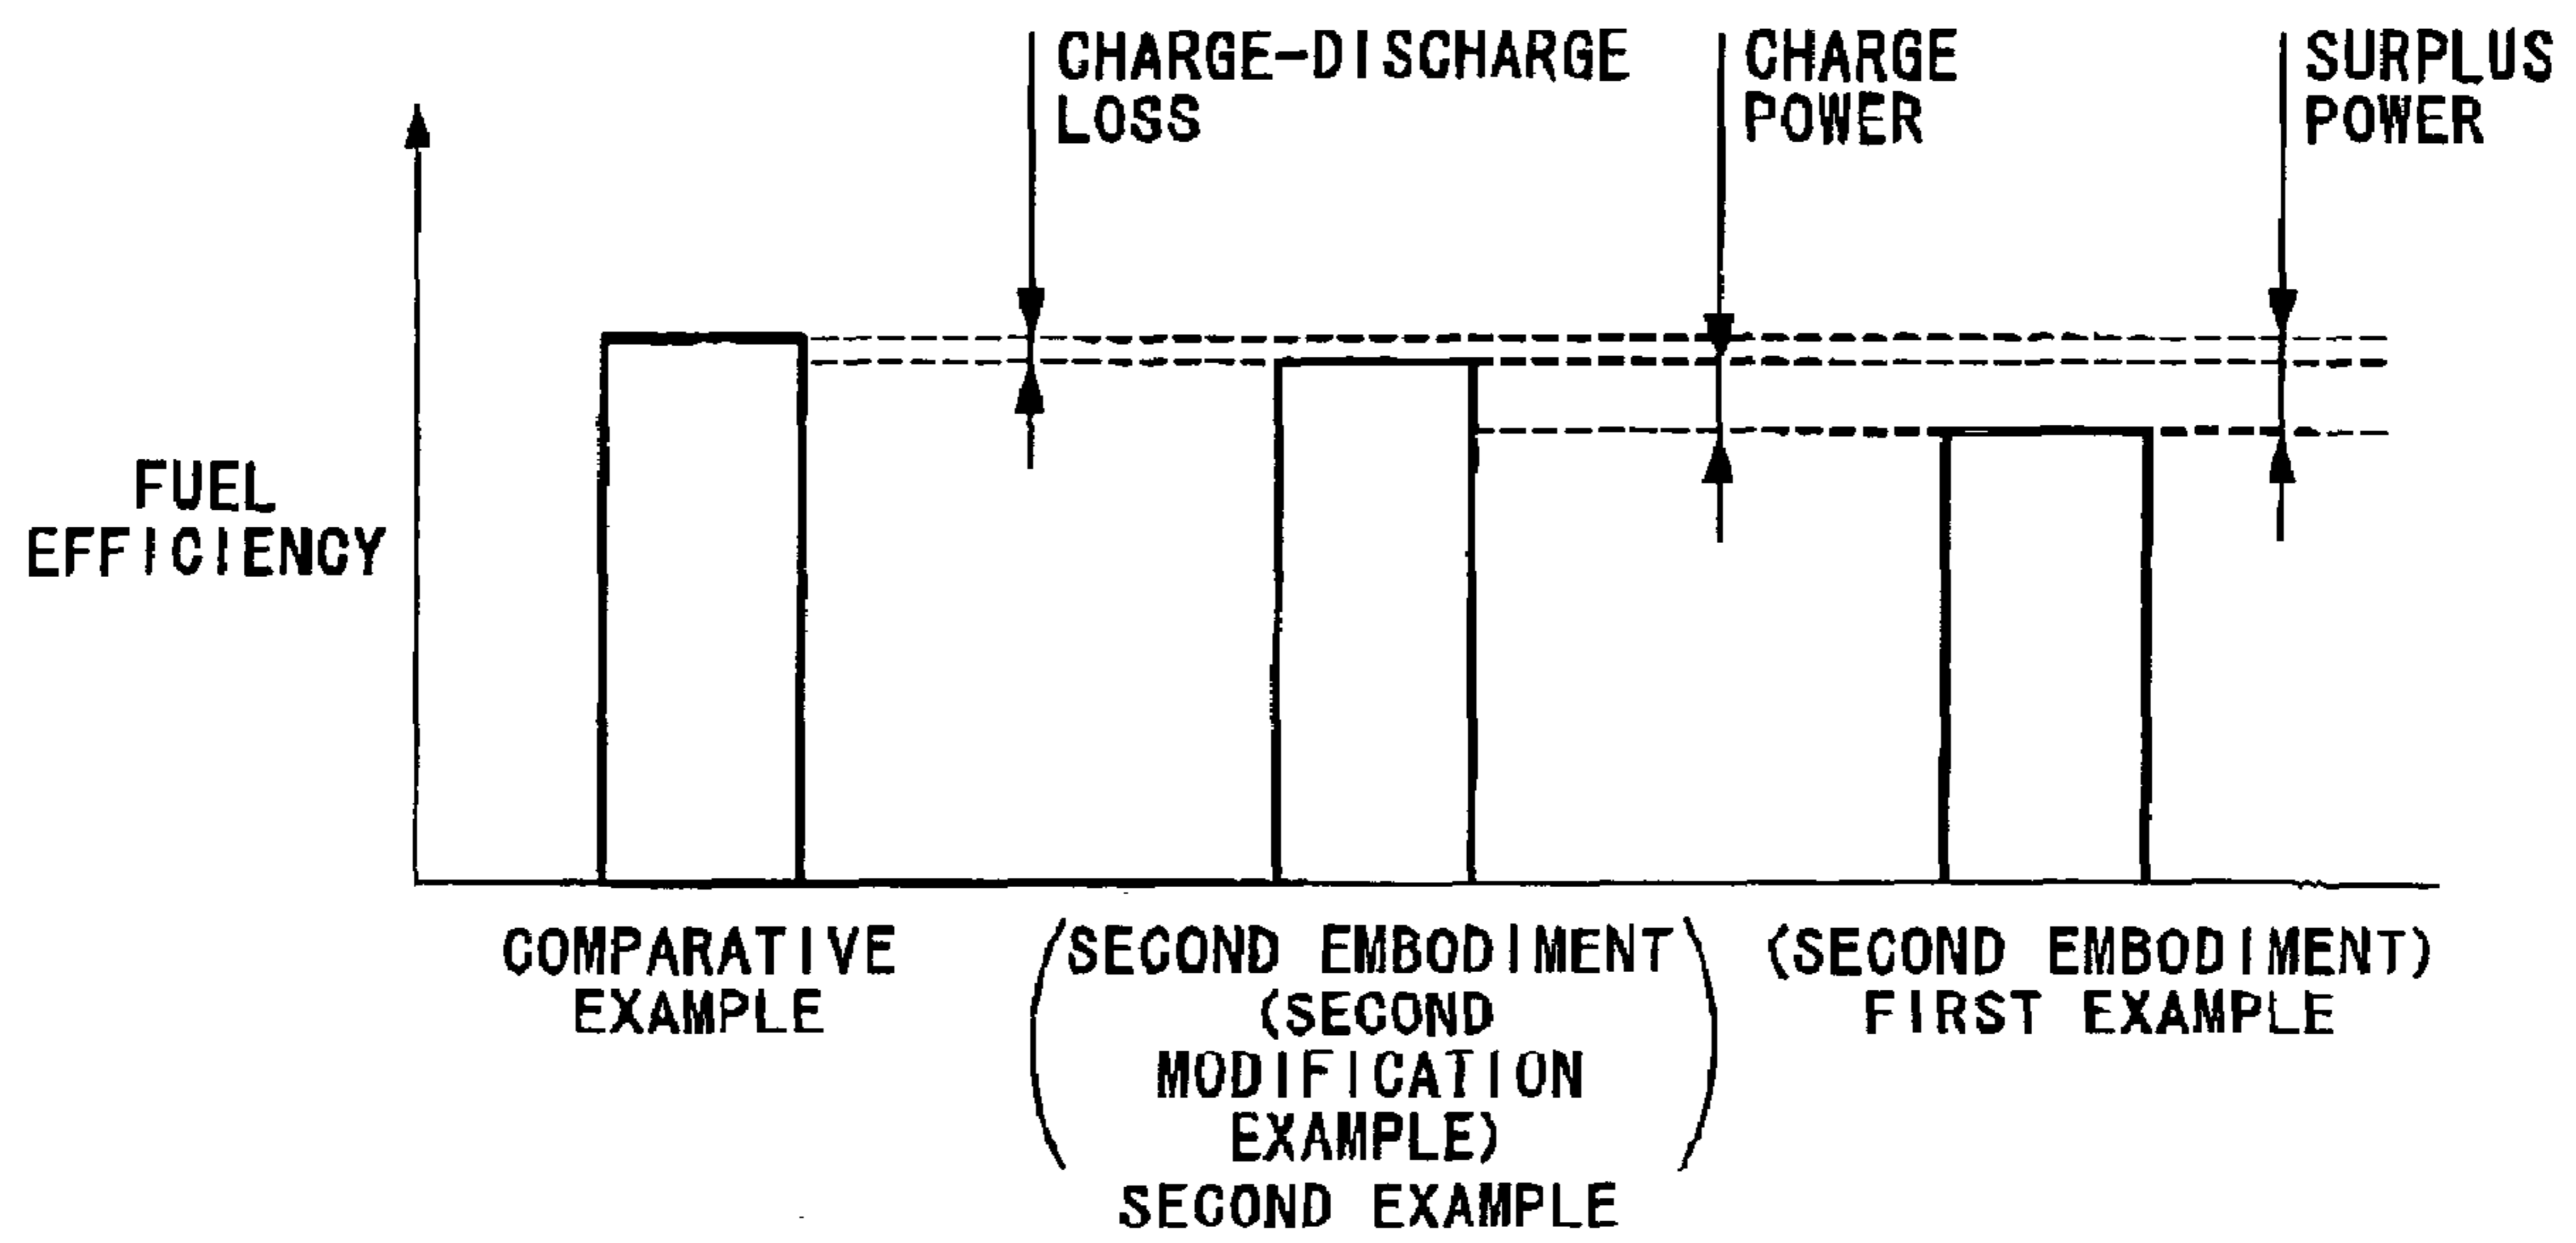 CHARGE-DISCHARGE
LOSS
CHARGE
POWER
SURPLUS
POWER
FUEL
EFFICIENCY
COMPARATIVE
EXAMPLE
(SECOND EMBODIMENT
(SECOND
MODIFICATION
EXAMPLE))
SECOND EXAMPLE
(SECOND EMBODIMENT)
FIRST EXAMPLE